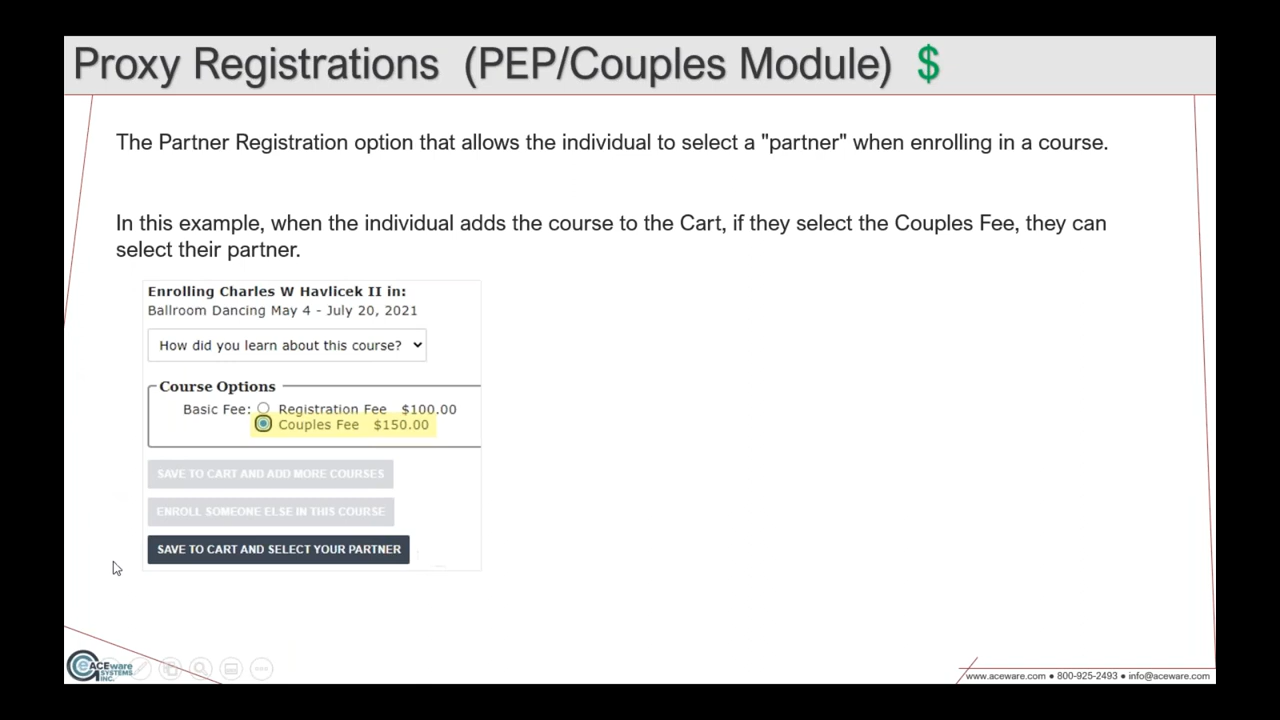 Proxy Registrations (PEP/Couples Module) $
The Partner Registration option that allows the individual to select a "partner" when enrolling in a course.
In this example, when the individual adds the course to the Cart, if they select the Couples Fee, they can
select their partner.
Enrolling Charles W Havlicek II in:
Ballroom Dancing May 4 - July 20, 2021
How did you learn about this course?
Course Options
Basic Fee: Registration Fee $100.00
Couples Fee $150.00
SAVE TO CART AND ADD MORE COURSES
ENROLL SOMEONE ELSE IN THIS COURSE
SAVE TO CART AND SELECT YOUR PARTNER
ACEware
SYSTEMS
INC.
www.aceware.com ● 800-925-2493 ● info@aceware.com